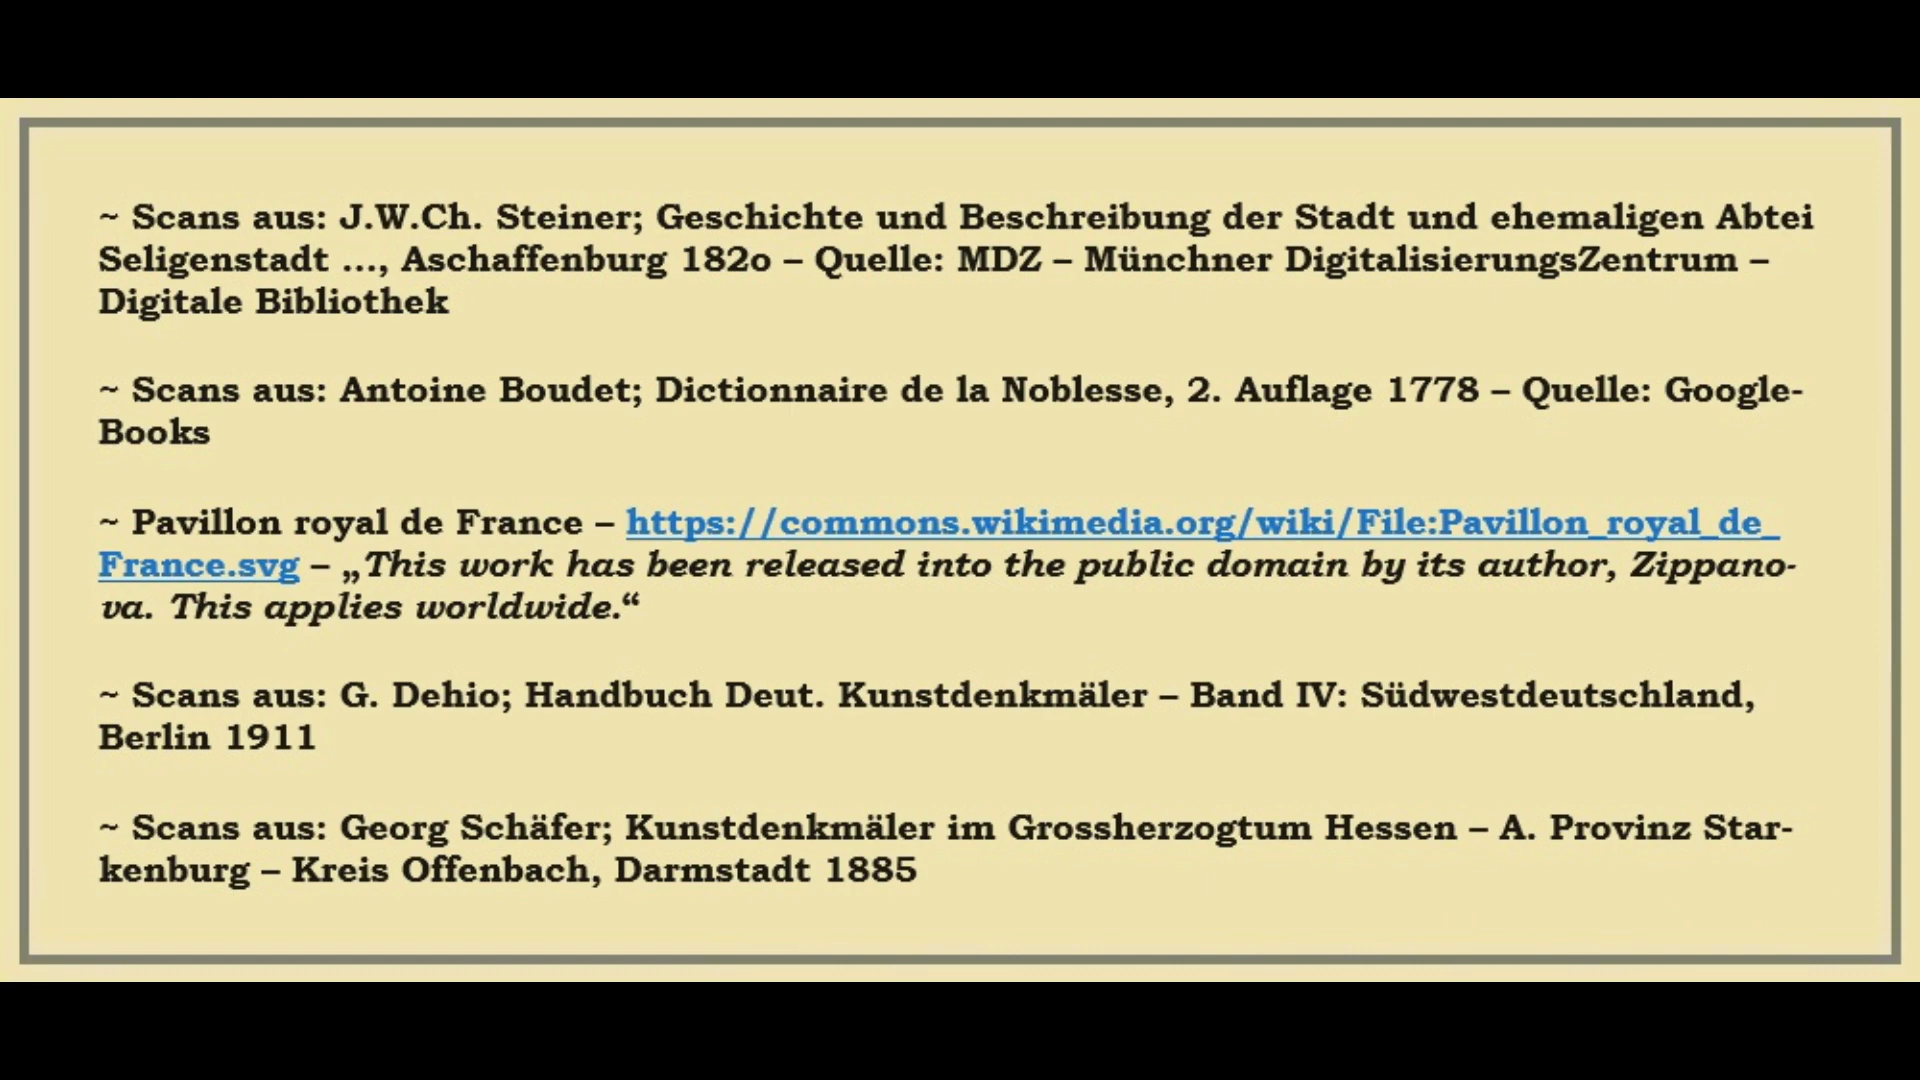 ~ Scans aus: J.W.Ch. Steiner; Geschichte und Beschreibung der Stadt und ehemaligen Abtei
Seligenstadt ..., Aschaffenburg 182o – Quelle: MDZ – Münchner DigitalisierungsZentrum –
Digitale Bibliothek
~ Scans aus: Antoine Boudet; Dictionnaire de la Noblesse, 2. Auflage 1778 – Quelle: Google-
Books
~ Pavillon royal de France – https://commons.wikimedia.org/wiki/File:Pavillon_royal_de_
France.svg – „This work has been released into the public domain by its author, Zippano-
va. This applies worldwide.“
~ Scans aus: G. Dehio; Handbuch Deut. Kunstdenkmäler – Band IV: Südwestdeutschland,
Berlin 1911
~ Scans aus: Georg Schäfer; Kunstdenkmäler im Grossherzogtum Hessen – A. Provinz Star-
kenburg – Kreis Offenbach, Darmstadt 1885